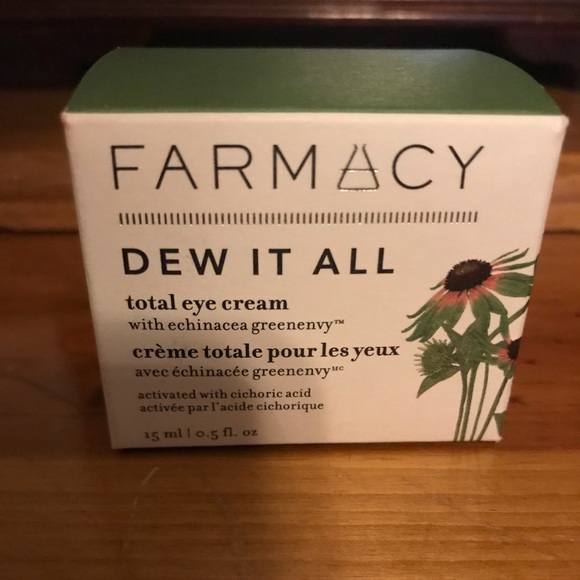 FARMACY
DEW IT ALL
total eye cream
with echinacea greenenvy™
crème totale pour les yeux
avec échinacée greenenvyᴹᶜ
activated with cichoric acid
activée par l'acide cichorique
15 ml | 0.5 fl. oz